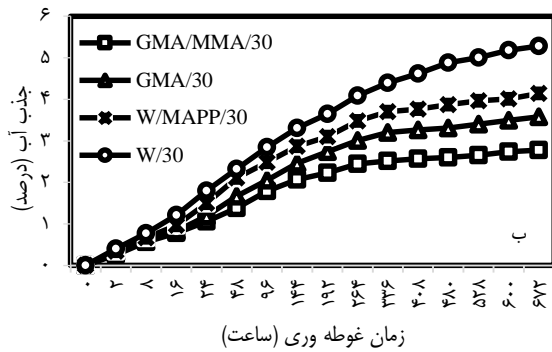 جذب آب (درصد)
۶
۵
۴
۳
۲
۱
۰
GMA/MMA/30
GMA/30
W/MAPP/30
W/30
ب
۰ ۲ ۸ ۱۶ ۲۴ ۴۸ ۹۶ ۱۴۴ ۱۹۲ ۲۶۴ ۳۳۶ ۴۰۸ ۴۸۰ ۵۲۸ ۶۰۰ ۶۷۲
زمان غوطه وری (ساعت)